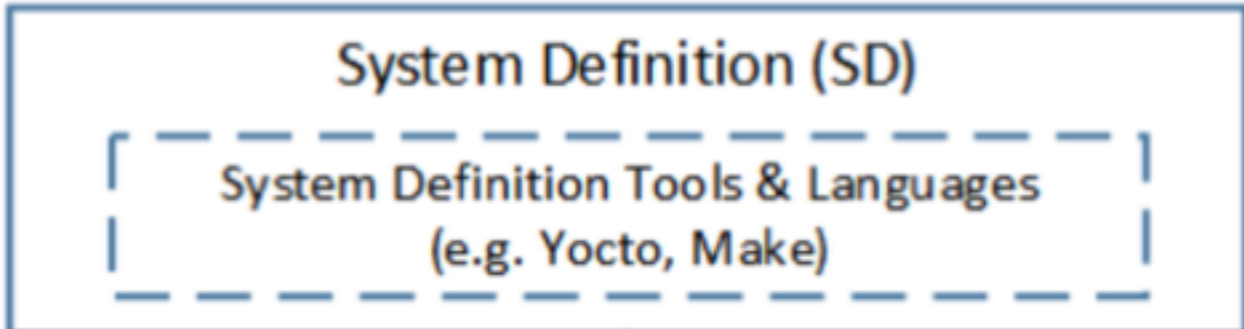 System Definition (SD)
System Definition Tools & Languages
(e.g. Yocto, Make)